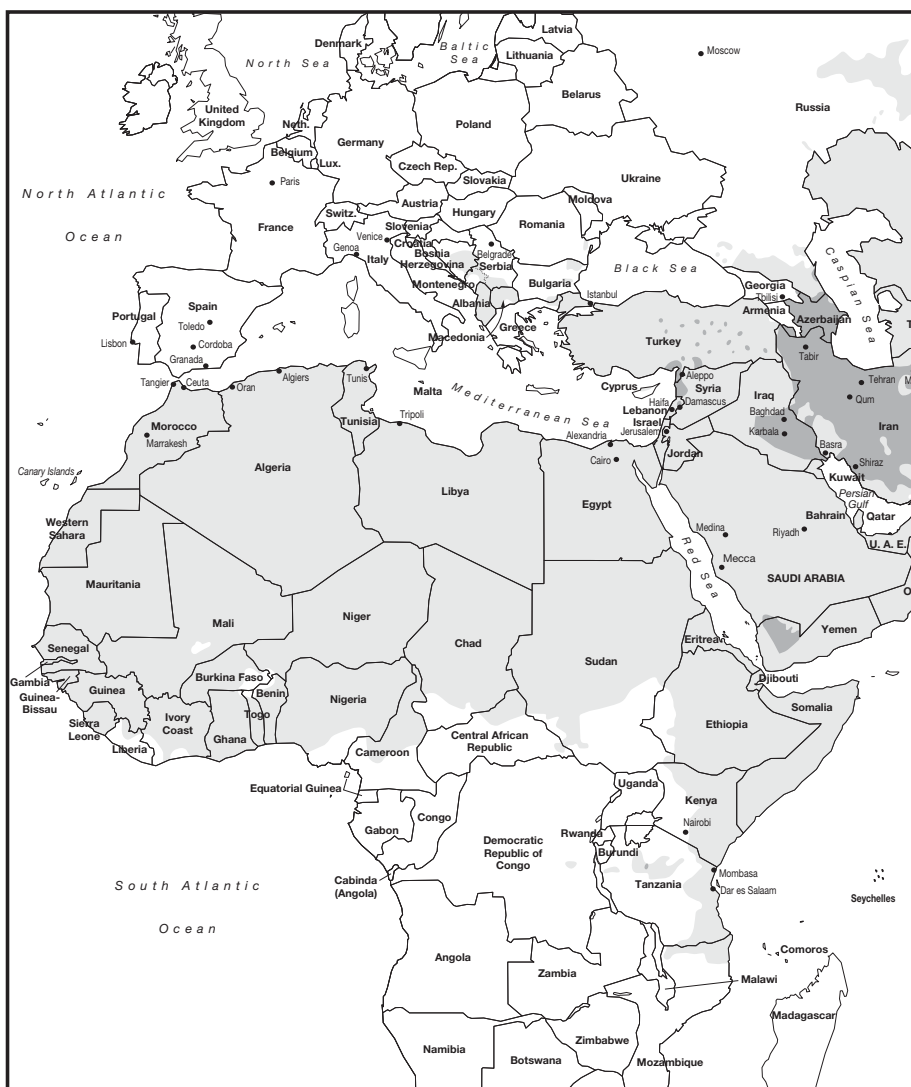 Latvia
Denmark
Baltic
Sea
North Sea
Lithuania
Moscow
Belarus
Russia
United
Kingdom
Neth.
Germany
Poland
Belgium
Lux.
Czech Rep.
Ukraine
Paris
Slovakia
North Atlantic
Ocean
Austria
Moldova
France
Switz.
Hungary
Romania
Slovenia
Venice
Croatia
Genoa
Italy
Bosnia
Herzegovina
Belgrade
Serbia
Black Sea
Caspian Sea
Montenegro
Bulgaria
Georgia
Tbilisi
Istanbul
Albania
Armenia
Azerbaijan
Portugal
Spain
Toledo
Macedonia
Greece
Turkey
T
Lisbon
Cordoba
Tabir
Granada
Tangier
Ceuta
Oran
Algiers
Tunis
Malta
Mediterranean Sea
Cyprus
Aleppo
Syria
Tehran
M
Qum
Haifa
Damascus
Iraq
Baghdad
Lebanon
Israel
Jerusalem
Karbala
Iran
Morocco
Marrakesh
Tunisia
Tripoli
Alexandria
Cairo
Jordan
Basra
Shiraz
Kuwait
Canary Islands
Algeria
Libya
Egypt
Persian
Gulf
Western
Sahara
Medina
Riyadh
Bahrain
Qatar
U. A. E.
Red Sea
Mecca
SAUDI ARABIA
O
Mauritania
Mali
Niger
Chad
Sudan
Eritrea
Yemen
Senegal
Gambia
Guinea-
Bissau
Guinea
Burkina Faso
Benin
Nigeria
Djibouti
Somalia
Sierra
Leone
Ivory
Coast
Togo
Ghana
Liberia
Ethiopia
Cameroon
Central African
Republic
Equatorial Guinea
Uganda
Kenya
Nairobi
Gabon
Congo
Democratic
Republic of
Congo
Rwanda
Burundi
Cabinda
(Angola)
Tanzania
Mombasa
Dar es Salaam
South Atlantic
Ocean
Seychelles
Comoros
Angola
Zambia
Malawi
Madagascar
Namibia
Botswana
Zimbabwe
Mozambique